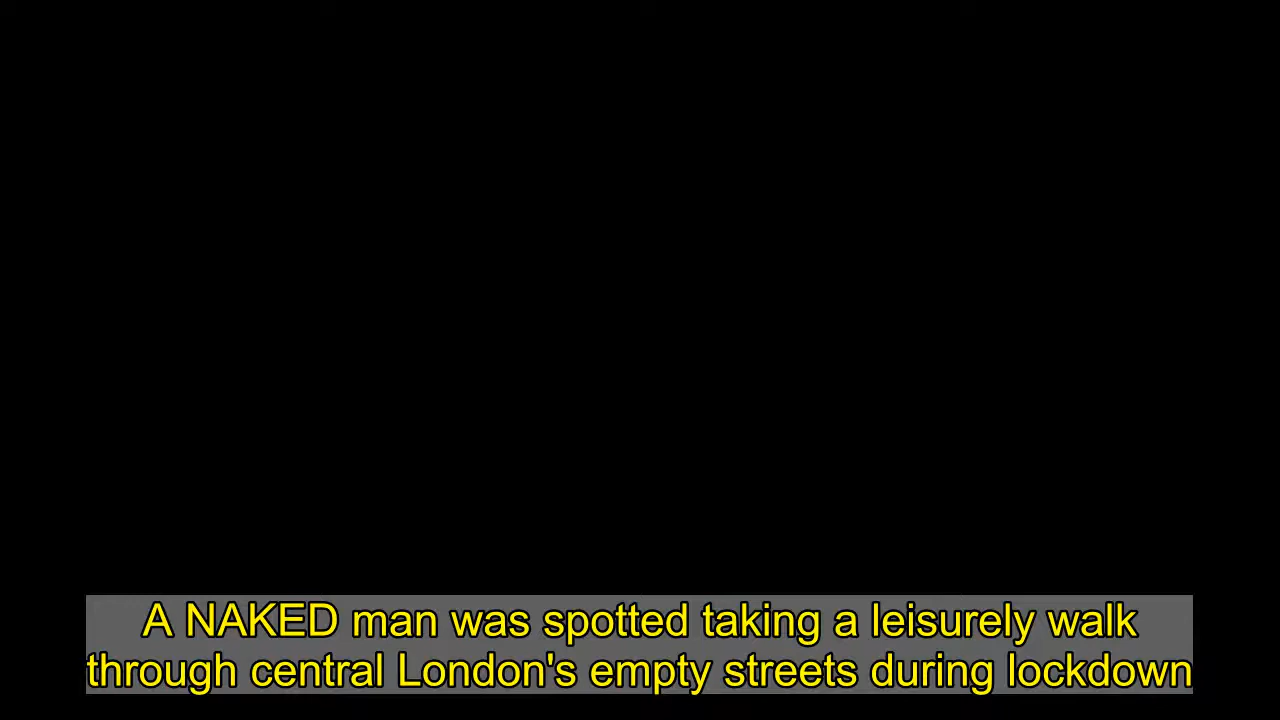 A NAKED man was spotted taking a leisurely walk
through central London's empty streets during lockdown